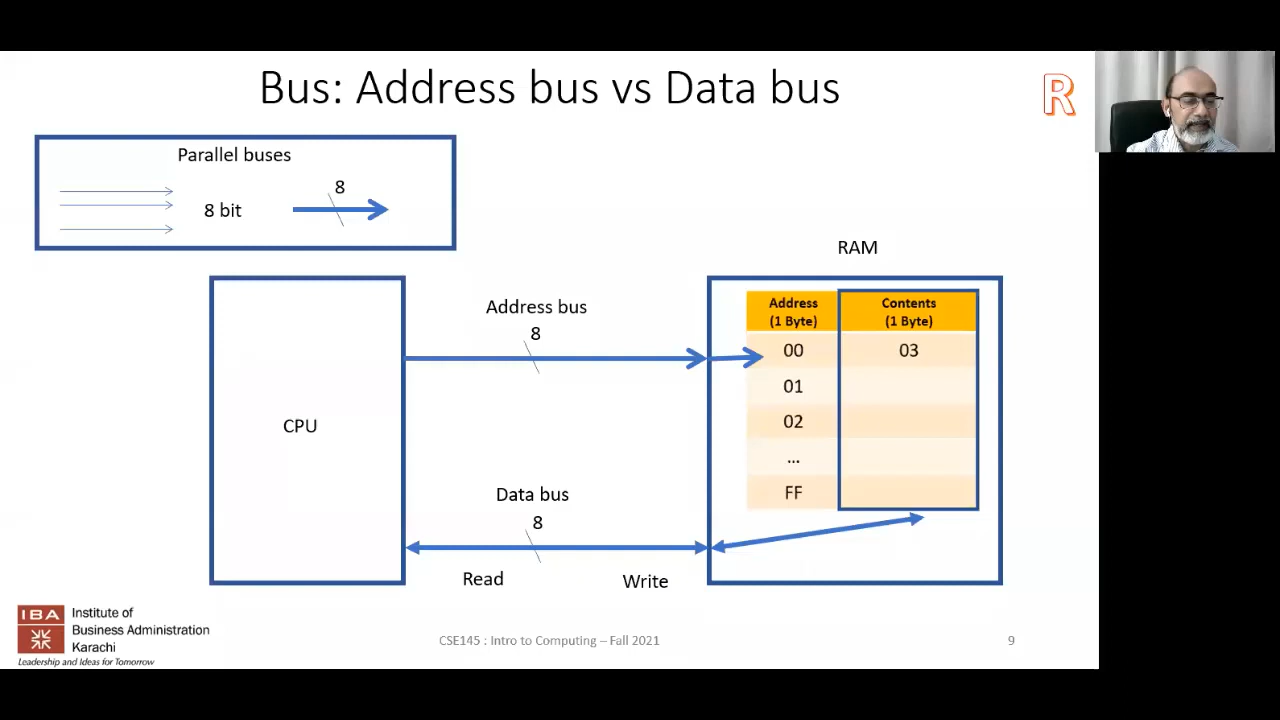 Bus: Address bus vs Data bus
R
Parallel buses
8
8 bit
RAM
Address bus
8
CPU
Data bus
8
Read
Write
Address Contents
(1 Byte) (1 Byte)
00 03
01
02
...
FF
IBA
Institute of
Business Administration
Karachi
Leadership and Ideas for Tomorrow
CSE145 : Intro to Computing – Fall 2021
9